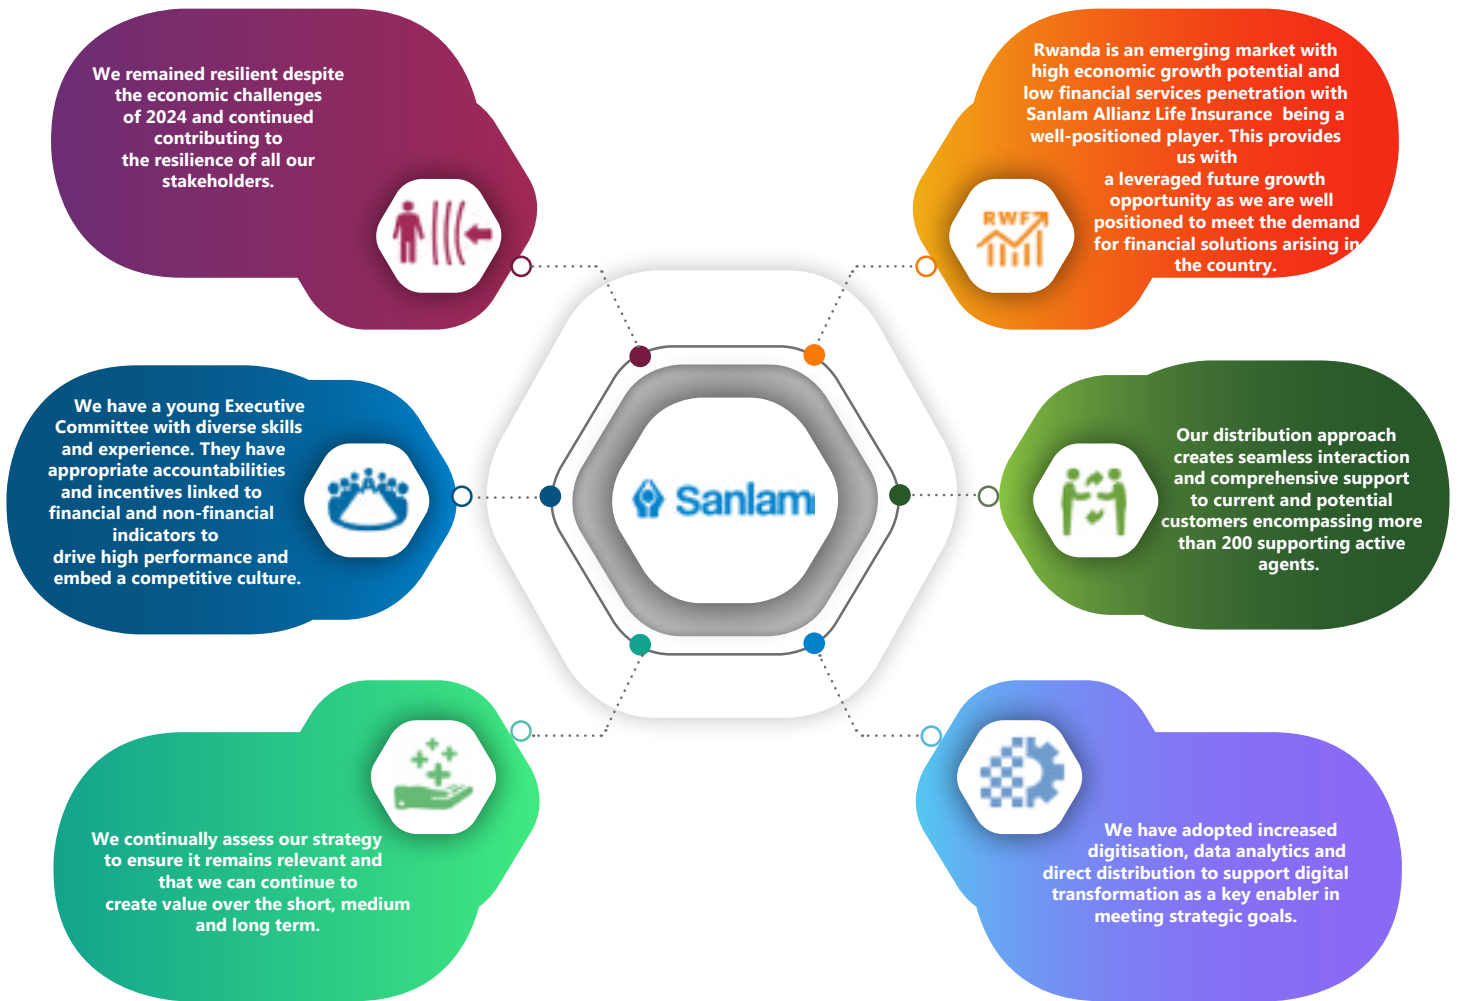 We remained resilient despite
the economic challenges
of 2024 and continued
contributing to
the resilience of all our
stakeholders.
Rwanda is an emerging market with
high economic growth potential and
low financial services penetration with
Sanlam Allianz Life Insurance being a
well-positioned player. This provides
us with
a leveraged future growth
opportunity as we are well
positioned to meet the demand
for financial solutions arising in
the country.
RWF
We have a young Executive
Committee with diverse skills
and experience. They have
appropriate accountabilities
and incentives linked to
financial and non-financial
indicators to
drive high performance and
embed a competitive culture.
Sanlam
Our distribution approach
creates seamless interaction
and comprehensive support
to current and potential
customers encompassing more
than 200 supporting active
agents.
We continually assess our strategy
to ensure it remains relevant and
that we can continue to
create value over the short, medium
and long term.
We have adopted increased
digitisation, data analytics and
direct distribution to support digital
transformation as a key enabler in
meeting strategic goals.